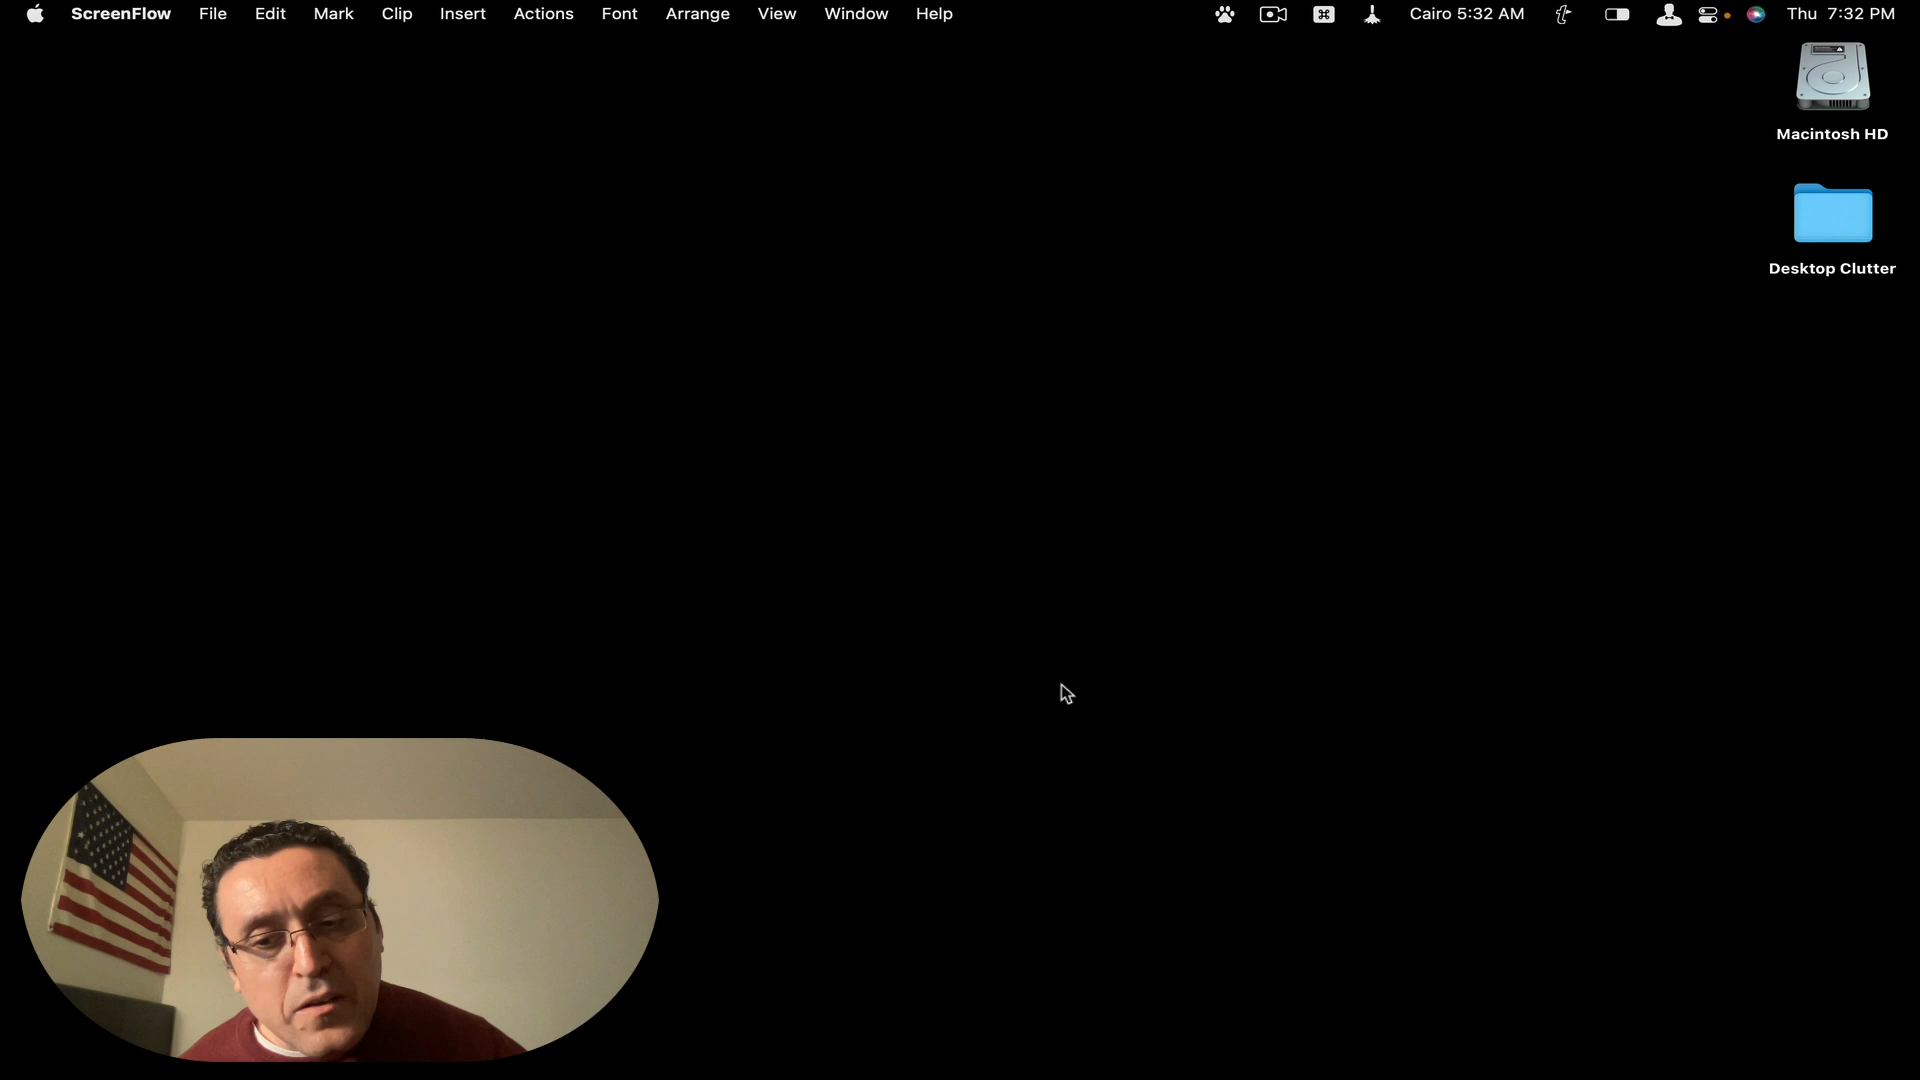 ScreenFlow File Edit Mark Clip Insert Actions Font Arrange View Window Help Cairo 5:32 AM Thu 7:32 PM
Macintosh HD
Desktop Clutter